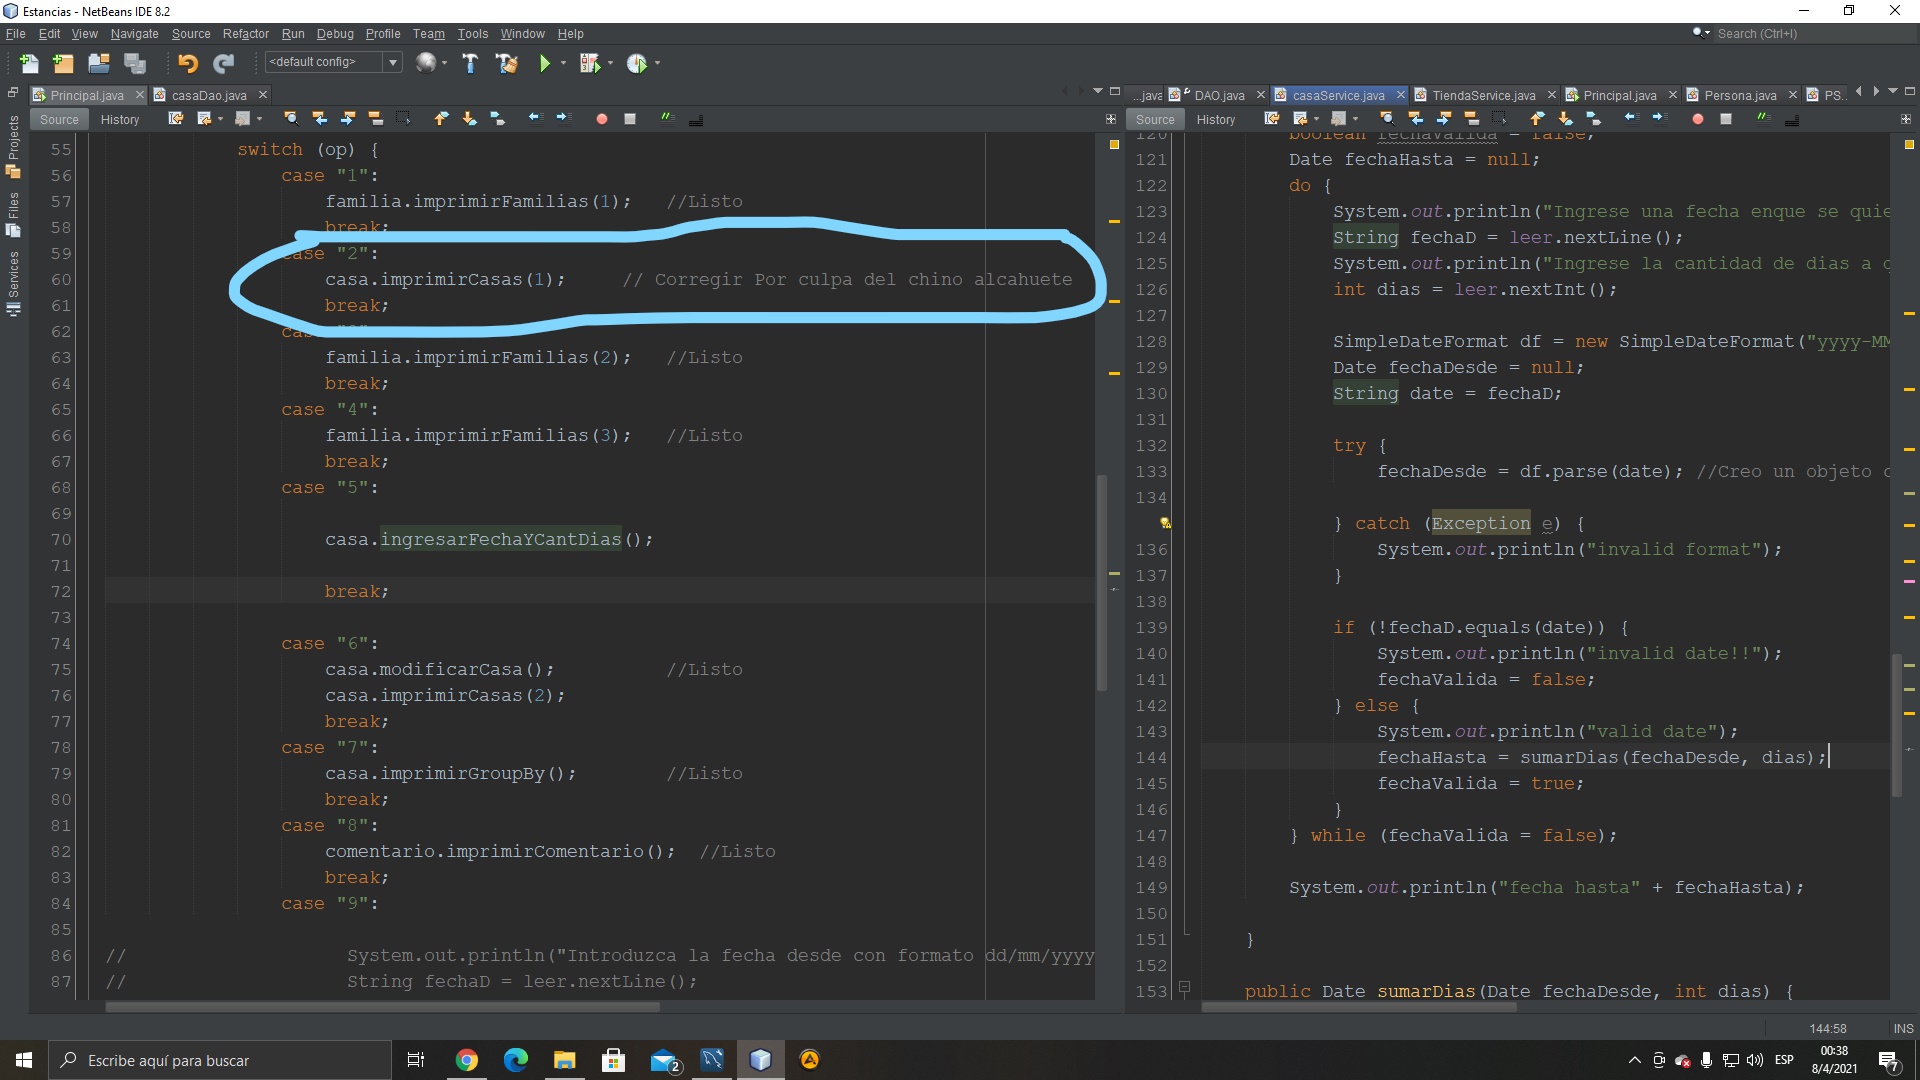 Estancias - NetBeans IDE 8.2
File Edit View Navigate Source Refactor Run Debug Profile Team Tools Window Help
Search (Ctrl+I)
<default config>
Principal.java casaDao.java
...java DAO.java casaService.java TiendaService.java Principal.java Persona.java PS...
Source History
Source History
Projects
Files
Services
55 switch (op) {
56 case "1":
57 familia.imprimirFamilias(1); //Listo
58 break;
59 case "2":
60 casa.imprimirCasas(1); // Corregir Por culpa del chino alcahuete
61 break;
62
63 familia.imprimirFamilias(2); //Listo
64 break;
65 case "4":
66 familia.imprimirFamilias(3); //Listo
67 break;
68 case "5":
69
70 casa.ingresarFechaYCantDias();
71
72 break;
73
74 case "6":
75 casa.modificarCasa(); //Listo
76 casa.imprimirCasas(2);
77 break;
78 case "7":
79 casa.imprimirGroupBy(); //Listo
80 break;
81 case "8":
82 comentario.imprimirComentario(); //Listo
83 break;
84 case "9":
85
86 // System.out.println("Introduzca la fecha desde con formato dd/mm/yyyy
87 // String fechaD = leer.nextLine();
120 boolean fechaValida = false;
121 Date fechaHasta = null;
122 do {
123 System.out.println("Ingrese una fecha enque se quie
124 String fechaD = leer.nextLine();
125 System.out.println("Ingrese la cantidad de dias a q
126 int dias = leer.nextInt();
127
128 SimpleDateFormat df = new SimpleDateFormat("yyyy-MM
129 Date fechaDesde = null;
130 String date = fechaD;
131
132 try {
133 fechaDesde = df.parse(date); //Creo un objeto
134
} catch (Exception e) {
136 System.out.println("invalid format");
137 }
138
139 if (!fechaD.equals(date)) {
140 System.out.println("invalid date!!");
141 fechaValida = false;
142 } else {
143 System.out.println("valid date");
144 fechaHasta = sumarDias(fechaDesde, dias);
145 fechaValida = true;
146 }
147 } while (fechaValida = false);
148
149 System.out.println("fecha hasta" + fechaHasta);
150
151 }
152
153 public Date sumarDias(Date fechaDesde, int dias) {
144:58 INS
Escribe aquí para buscar
2
ESP
00:38
8/4/2021
7